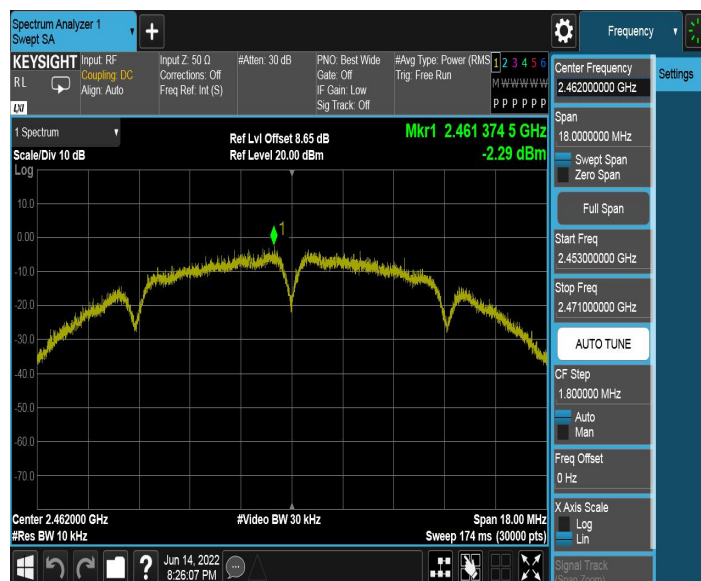 Spectrum Analyzer 1
Swept SA
Frequency
KEYSIGHT
RL
LXI
Input: RF
Coupling: DC
Align: Auto
Input Z: 50 Ω
Corrections: Off
Freq Ref: Int (S)
#Atten: 30 dB
PNO: Best Wide
Gate: Off
IF Gain: Low
Sig Track: Off
#Avg Type: Power (RMS
Trig: Free Run
1 2 3 4 5 6
M W W W W W
P P P P P P
Center Frequency
2.462000000 GHz
Settings
1 Spectrum
Scale/Div 10 dB
Log
Ref Lvl Offset 8.65 dB
Ref Level 20.00 dBm
Mkr1 2.461 374 5 GHz
-2.29 dBm
Span
18.0000000 MHz
Swept Span
Zero Span
Full Span
Start Freq
2.453000000 GHz
Stop Freq
2.471000000 GHz
AUTO TUNE
CF Step
1.800000 MHz
Auto
Man
Freq Offset
0 Hz
X Axis Scale
Log
Lin
Signal Track
(Span Zoom)
10.0
0.00
-10.0
-20.0
-30.0
-40.0
-50.0
-60.0
-70.0
1
Center 2.462000 GHz
#Res BW 10 kHz
#Video BW 30 kHz
Span 18.00 MHz
Sweep 174 ms (30000 pts)
?
Jun 14, 2022
8:26:07 PM